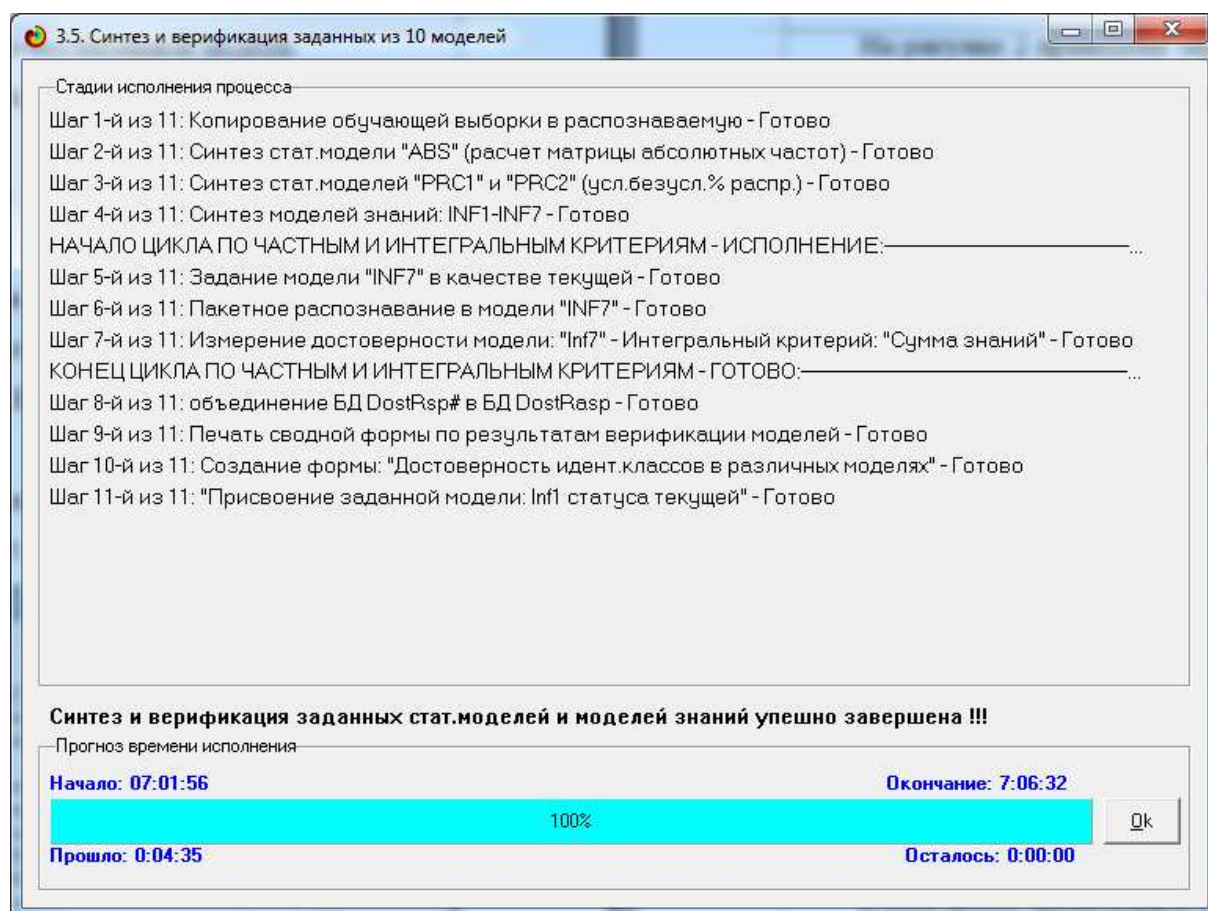 3.5. Синтез и верификация заданных из 10 моделей
Стадии исполнения процесса
Шаг 1-й из 11: Копирование обучающей выборки в распознаваемую - Готово
Шаг 2-й из 11: Синтез стат.модели "ABS" (расчет матрицы абсолютных частот) - Готово
Шаг 3-й из 11: Синтез стат.моделей "PRC1" и "PRC2" (усл.безусл.% распр.) - Готово
Шаг 4-й из 11: Синтез моделей знаний: INF1-INF7 - Готово
НАЧАЛО ЦИКЛА ПО ЧАСТНЫМ И ИНТЕГРАЛЬНЫМ КРИТЕРИЯМ - ИСПОЛНЕНИЕ:————————...
Шаг 5-й из 11: Задание модели "INF7" в качестве текущей - Готово
Шаг 6-й из 11: Пакетное распознавание в модели "INF7" - Готово
Шаг 7-й из 11: Измерение достоверности модели: "Inf7" - Интегральный критерий: "Сумма знаний" - Готово
КОНЕЦ ЦИКЛА ПО ЧАСТНЫМ И ИНТЕГРАЛЬНЫМ КРИТЕРИЯМ - ГОТОВО:————————...
Шаг 8-й из 11: объединение БД DostRsp# в БД DostRasp - Готово
Шаг 9-й из 11: Печать сводной формы по результатам верификации моделей - Готово
Шаг 10-й из 11: Создание формы: "Достоверность идент.классов в различных моделях" - Готово
Шаг 11-й из 11: "Присвоение заданной модели: Inf1 статуса текущей" - Готово
Синтез и верификация заданных стат.моделей и моделей знаний упешно завершена !!!
Прогноз времени исполнения
Начало: 07:01:56 Окончание: 7:06:32
100% Ok
Прошло: 0:04:35 Осталось: 0:00:00